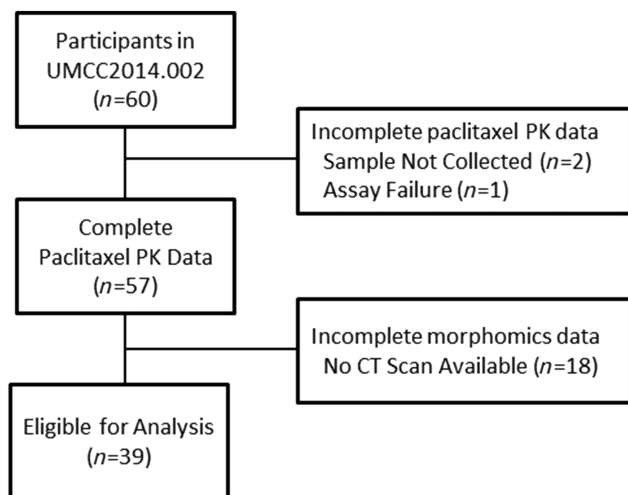 Participants in
UMCC2014.002
(n=60)
Incomplete paclitaxel PK data
Sample Not Collected (n=2)
Assay Failure (n=1)
Complete
Paclitaxel PK Data
(n=57)
Incomplete morphomics data
No CT Scan Available (n=18)
Eligible for Analysis
(n=39)